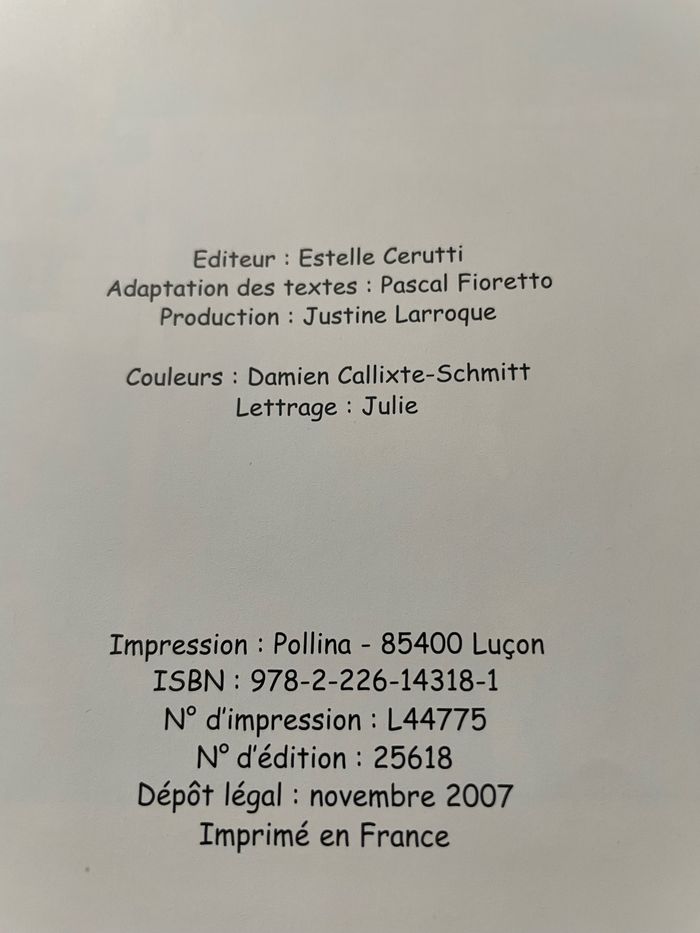 Editeur : Estelle Cerutti
Adaptation des textes : Pascal Fioretto
Production : Justine Larroque
Couleurs : Damien Callixte-Schmitt
Lettrage : Julie
Impression : Pollina - 85400 Luçon
ISBN : 978-2-226-14318-1
N° d'impression : L44775
N° d'édition : 25618
Dépôt légal : novembre 2007
Imprimé en France